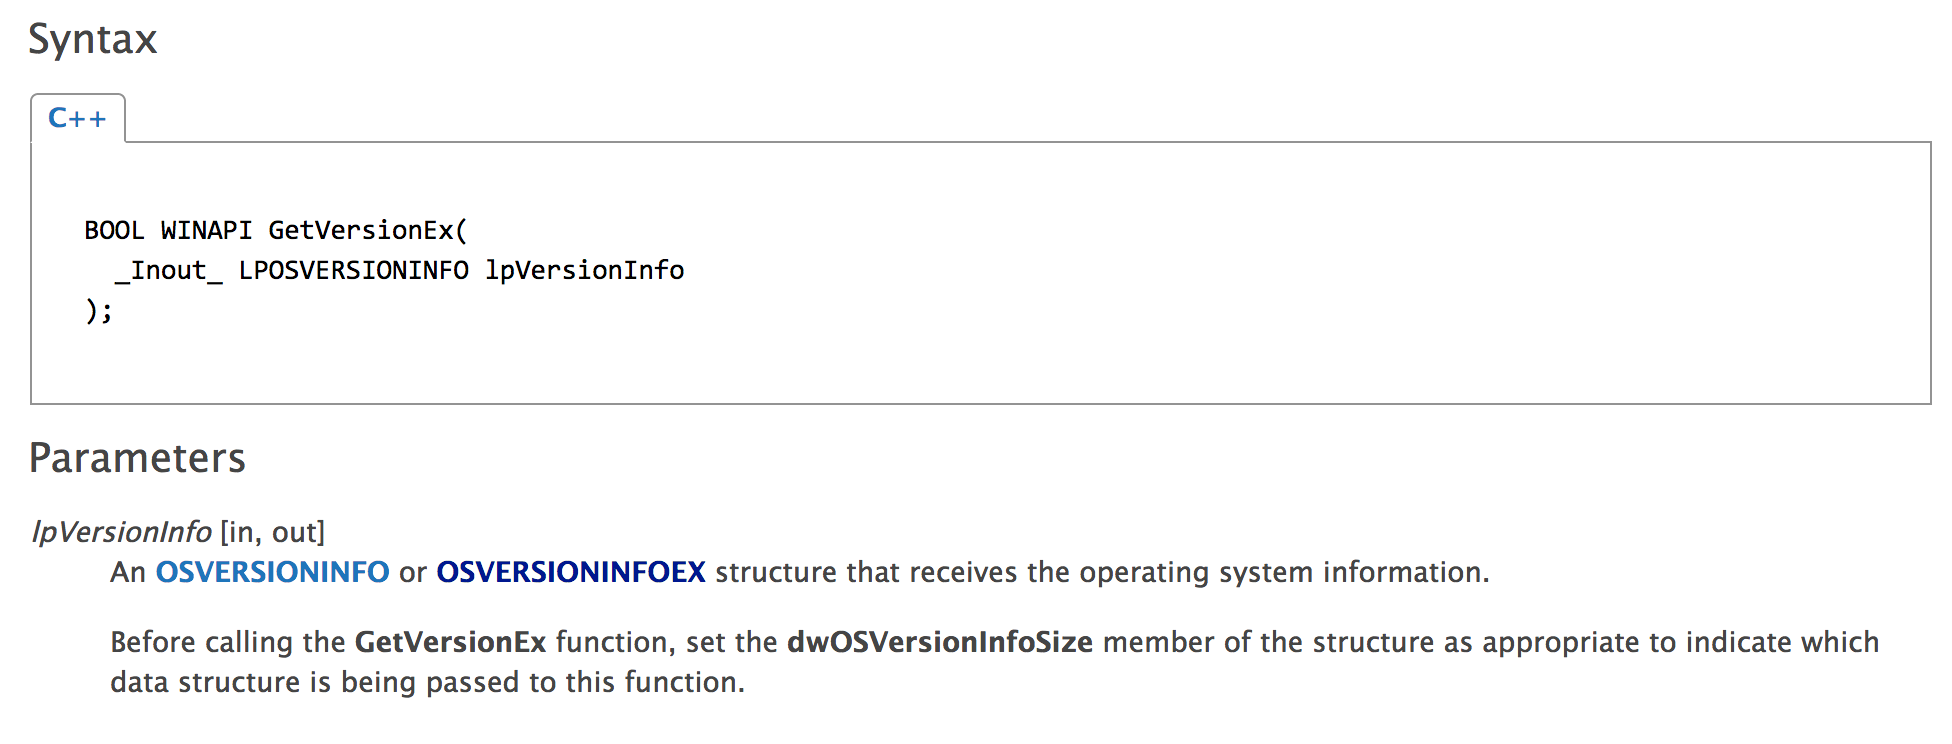 Syntax
C++
BOOL WINAPI GetVersionEx(
  _Inout_ LPOSVERSIONINFO lpVersionInfo
);
Parameters
lpVersionInfo [in, out]
An OSVERSIONINFO or OSVERSIONINFOEX structure that receives the operating system information.
Before calling the GetVersionEx function, set the dwOSVersionInfoSize member of the structure as appropriate to indicate which
data structure is being passed to this function.